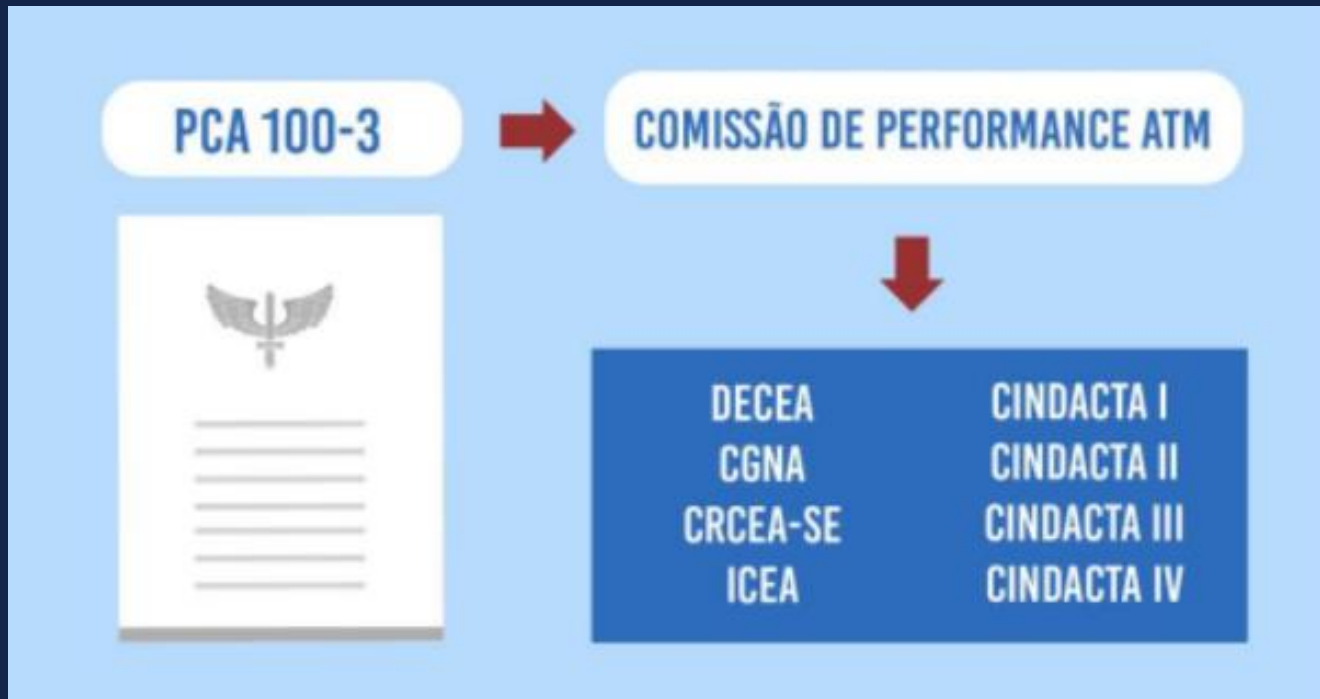 PCA 100-3
COMISSÃO DE PERFORMANCE ATM
DECEA
CGNA
CRCEA-SE
ICEA
CINDACTA I
CINDACTA II
CINDACTA III
CINDACTA IV